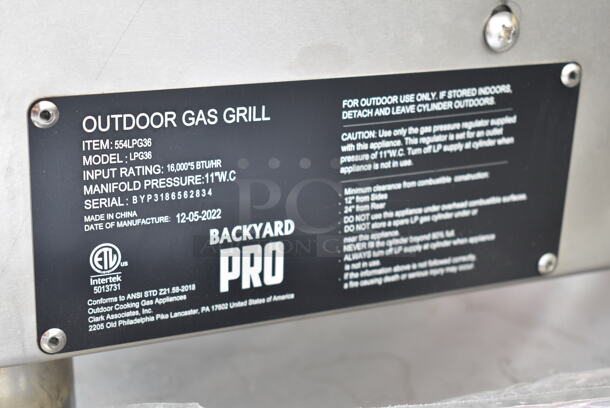 OUTDOOR GAS GRILL
ITEM: 554LPG36
MODEL: LPG36
INPUT RATING: 16,000*5 BTU/HR
MANIFOLD PRESSURE:11"W.C
SERIAL: BYP3186562834
MADE IN CHINA
DATE OF MANUFACTURE: 12-05-2022
ETL us
Intertek
5013731
BACKYARD
PRO
Conforms to ANSI STD Z21.58-2018
Outdoor Cooking Gas Appliances
Clark Associates, Inc.
2205 Old Philadelphia Pike Lancaster, PA 17602 United States of America
FOR OUTDOOR USE ONLY. IF STORED INDOORS,
DETACH AND LEAVE CYLINDER OUTDOORS.
CAUTION: Use only the gas pressure regulator supplied
with this appliance. This regulator is set for an outlet
pressure of 11"W.C. Turn off LP supply at cylinder when
appliance is not in use.
Minimum clearance from combustible construction:
12" from Sides
24" from Rear
DO NOT use this appliance under overhead combustible surfaces.
DO NOT store a spare LP gas cylinder under or
near this appliance.
NEVER fill the cylinder beyond 80% full.
ALWAYS turn off LP supply at cylinder when appliance
is not in use.
If the information above is not followed correctly,
a fire causing death or serious injury may occur